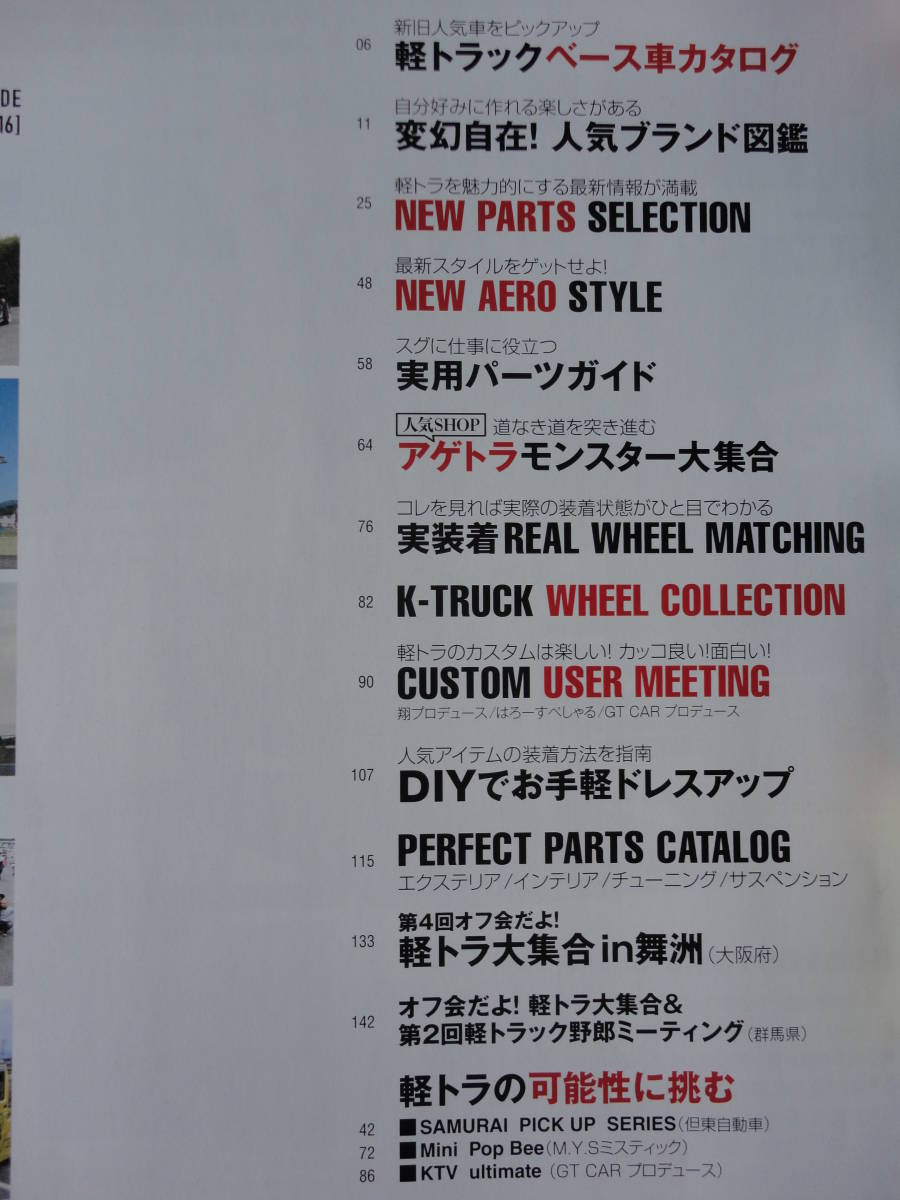 DE
16]
新旧人気車をピックアップ
06 軽トラックベース車カタログ
自分好みに作れる楽しさがある
11 変幻自在! 人気ブランド図鑑
軽トラを魅力的にする最新情報が満載
25 NEW PARTS SELECTION
最新スタイルをゲットせよ!
48 NEW AERO STYLE
スグに仕事に役立つ
58 実用パーツガイド
人気SHOP 道なき道を突き進む
64 アゲトラモンスター大集合
コレを見れば実際の装着状態がひと目でわかる
76 実装着REAL WHEEL MATCHING
82 K-TRUCK WHEEL COLLECTION
軽トラのカスタムは楽しい! カッコ良い!面白い!
90 CUSTOM USER MEETING
翔プロデュース/はろーすぺしゃる/GT CAR プロデュース
人気アイテムの装着方法を指南
107 DIYでお手軽ドレスアップ
115 PERFECT PARTS CATALOG
エクステリア/インテリア/チューニング/サスペンション
第4回オフ会だよ!
133 軽トラ大集合in舞洲(大阪府)
オフ会だよ! 軽トラ大集合&
142 第2回軽トラック野郎ミーティング(群馬県)
軽トラの可能性に挑む
42 ■SAMURAI PICK UP SERIES(但東自動車)
72 ■Mini Pop Bee(M.Y.Sミスティック)
86 ■KTV ultimate (GT CAR プロデュース)